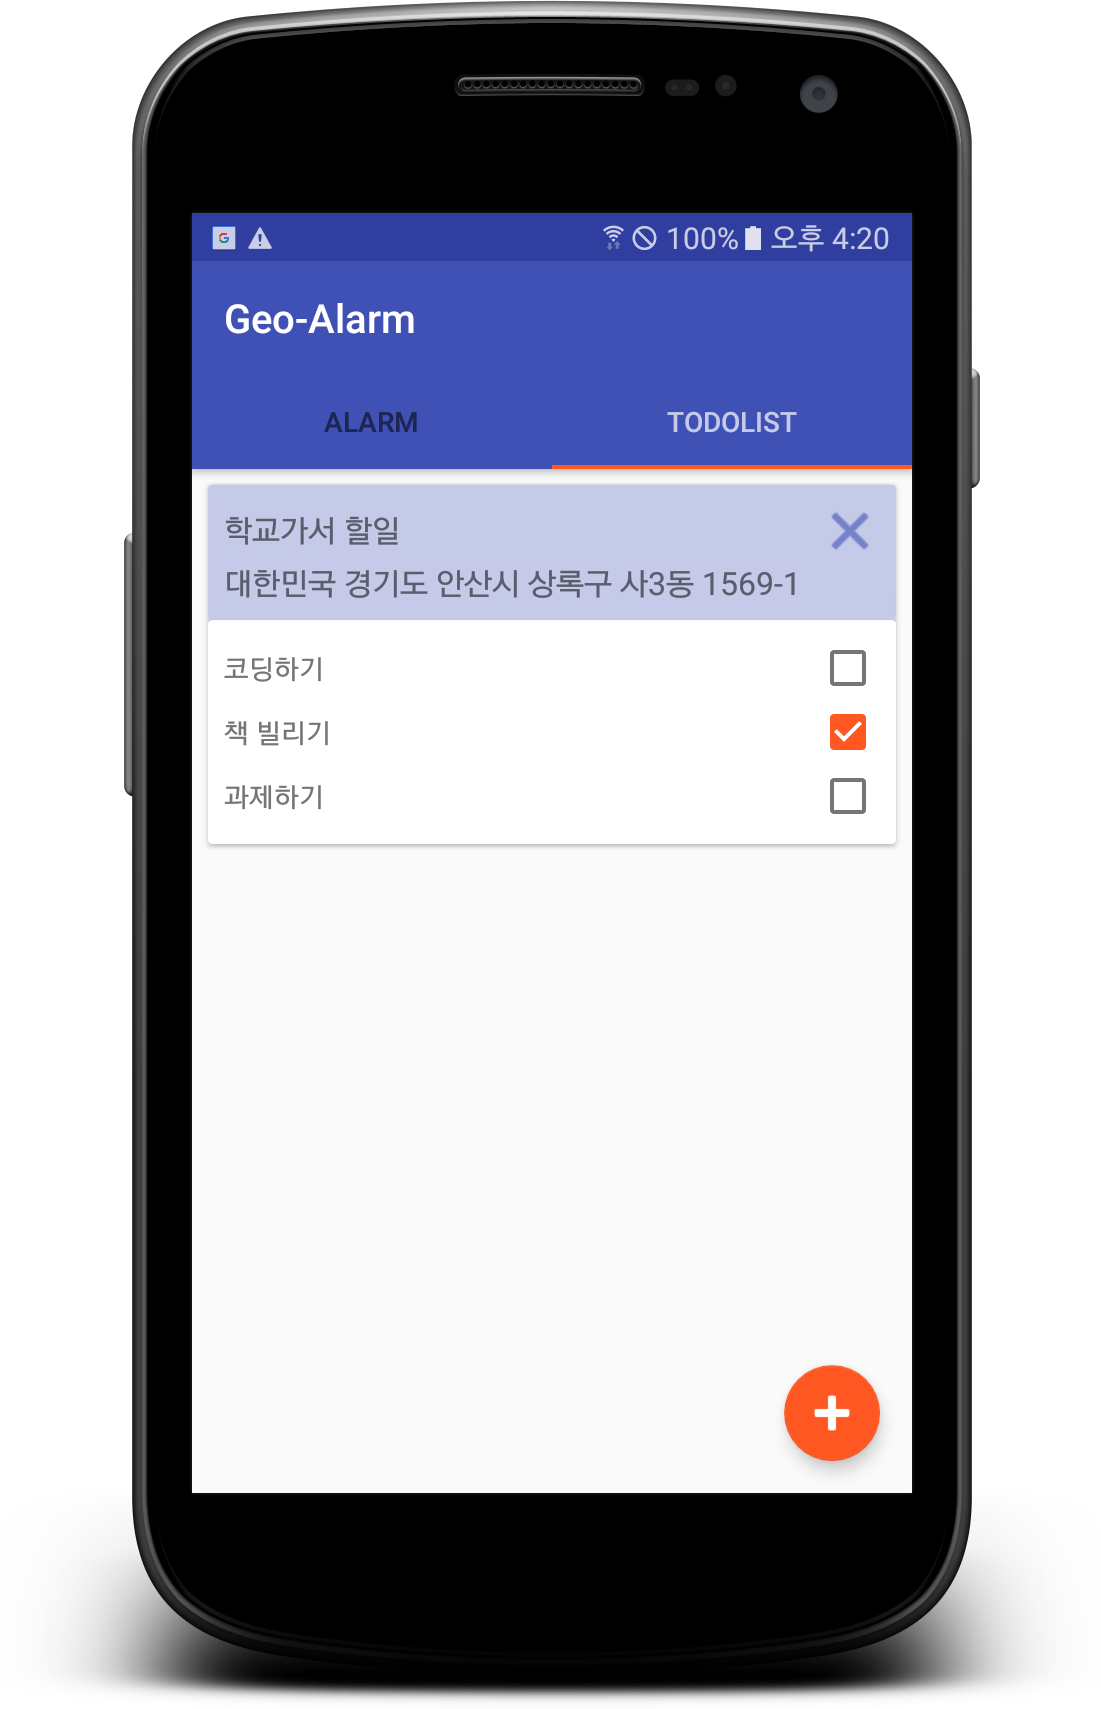 100% 오후 4:20
Geo-Alarm
ALARM TODOLIST
학교가서 할일
대한민국 경기도 안산시 상록구 사3동 1569-1
코딩하기
책 빌리기
과제하기